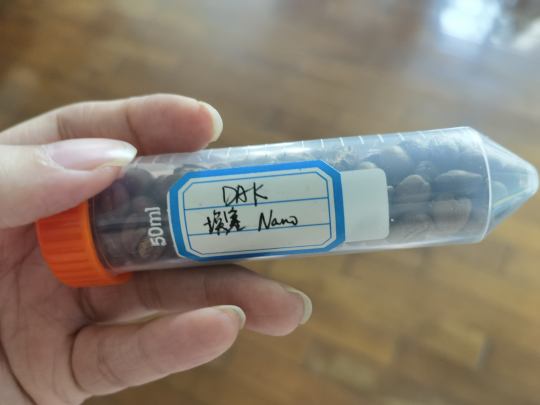 DAK
埃塞 Nano
50ml